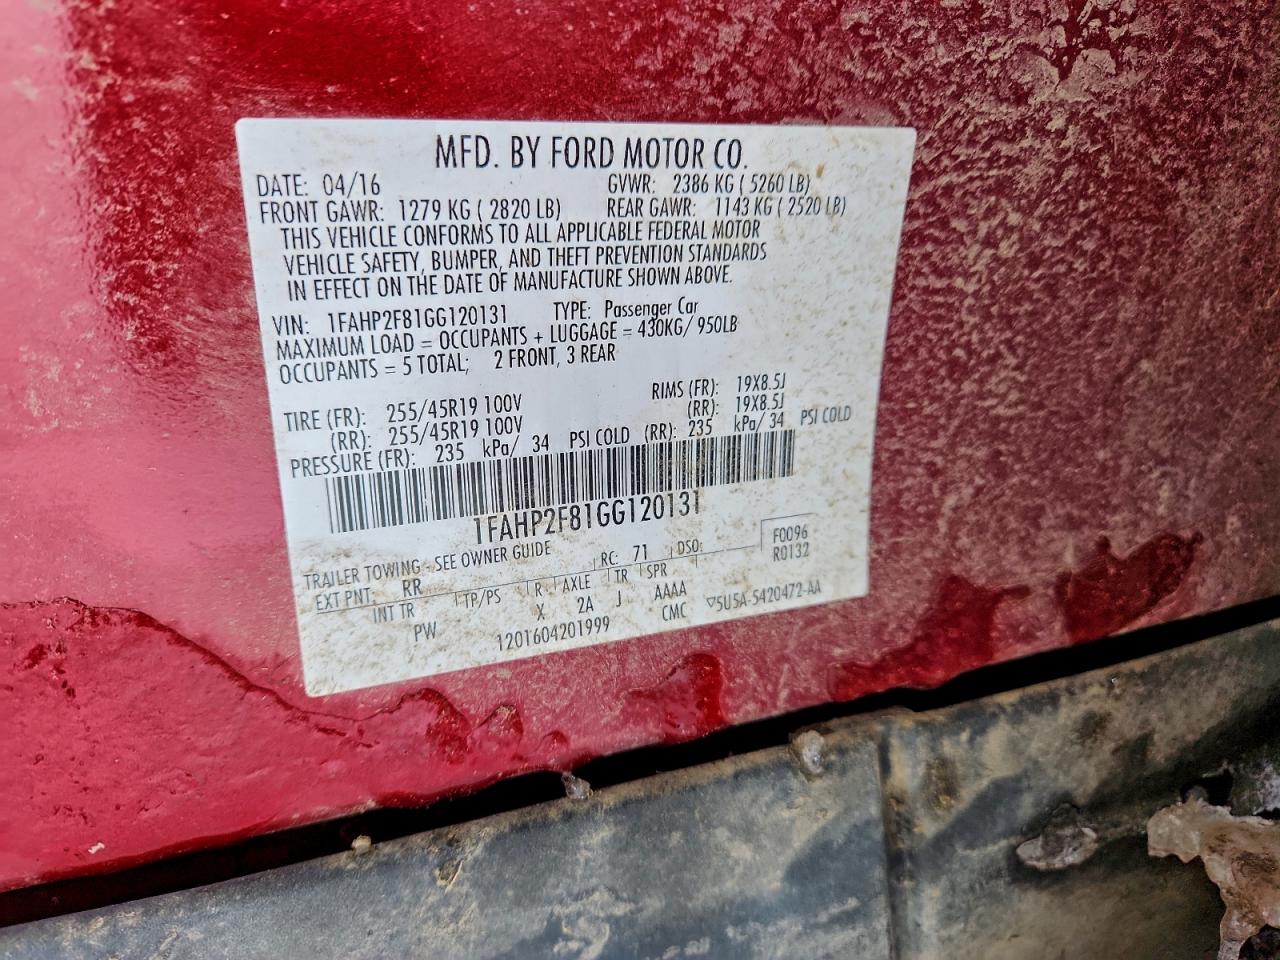 MFD. BY FORD MOTOR CO.
DATE: 04/16 GVWR: 2386 KG ( 5260 LB)
FRONT GAWR: 1279 KG ( 2820 LB) REAR GAWR: 1143 KG ( 2520 LB)
THIS VEHICLE CONFORMS TO ALL APPLICABLE FEDERAL MOTOR
VEHICLE SAFETY, BUMPER, AND THEFT PREVENTION STANDARDS
IN EFFECT ON THE DATE OF MANUFACTURE SHOWN ABOVE.
VIN: 1FAHP2F81GG120131 TYPE: Passenger Car
MAXIMUM LOAD = OCCUPANTS + LUGGAGE = 430KG/ 950LB
OCCUPANTS = 5 TOTAL; 2 FRONT, 3 REAR
TIRE (FR): 255/45R19 100V RIMS (FR): 19X8.5J
(RR): 255/45R19 100V (RR): 19X8.5J
PRESSURE (FR): 235 kPa/ 34 PSI COLD (RR): 235 kPa/ 34 PSI COLD
1FAHP2F81GG120131
TRAILER TOWING - SEE OWNER GUIDE
EXT PNT: RR RC: 71 DSO: F0096
R0132
INT TR TP/PS R AXLE TR SPR
PW X 2A J AAAA
1201604201999 CMC ▽5U5A-5420472-AA